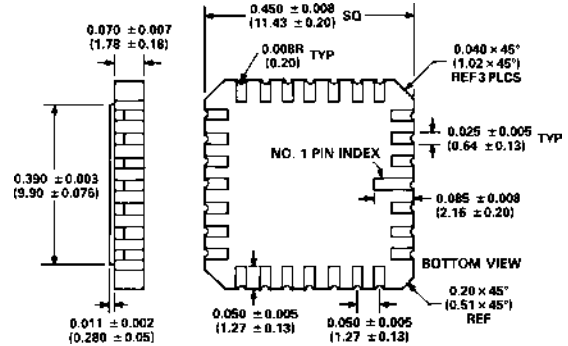 0.450 ± 0.008
(11.43 ± 0.20) SQ
0.070 ± 0.007
(1.78 ± 0.18)
0.008R TYP
(0.20)
0.040 × 45°
(1.02 × 45°)
REF 3 PLCS
0.025 ± 0.005 TYP
(0.64 ± 0.13)
NO. 1 PIN INDEX
0.390 ± 0.003
(9.90 ± 0.076)
0.085 ± 0.008
(2.16 ± 0.20)
BOTTOM VIEW
0.011 ± 0.002
(0.280 ± 0.05)
0.050 ± 0.005
(1.27 ± 0.13)
0.050 ± 0.005
(1.27 ± 0.13)
0.20 × 45°
(0.51 × 45°)
REF